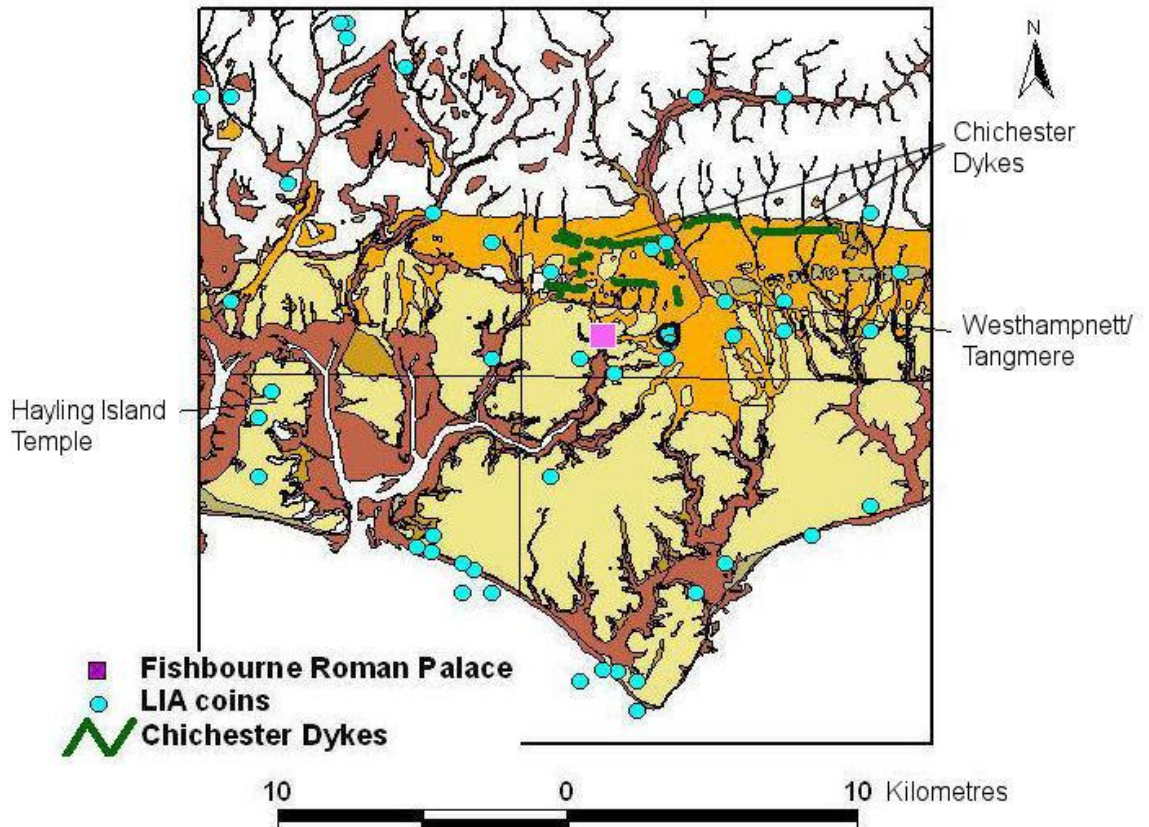 N
Chichester
Dykes
Westhampnett/
Tangmere
Hayling Island
Temple
Fishbourne Roman Palace
LIA coins
Chichester Dykes
10 0 10 Kilometres